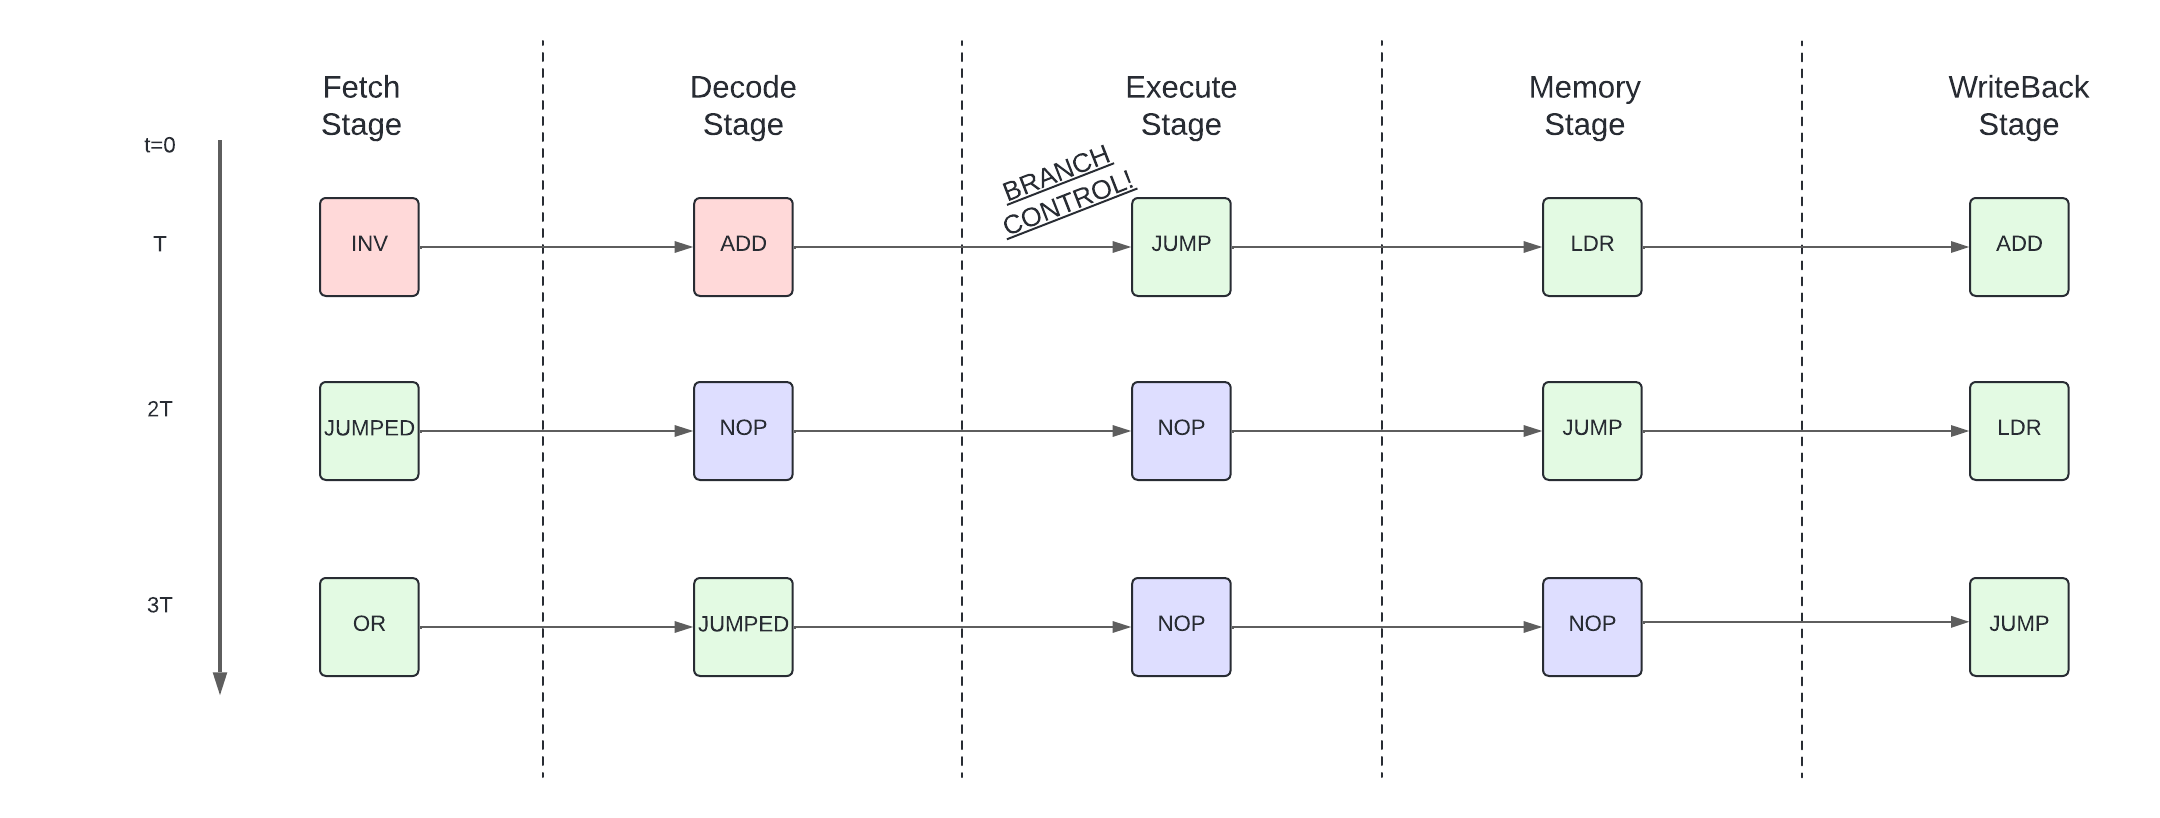 Fetch
Stage
Decode
Stage
Execute
Stage
Memory
Stage
WriteBack
Stage
t=0
BRANCH
CONTROL!
T
INV
ADD
JUMP
LDR
ADD
2T
JUMPED
NOP
NOP
JUMP
LDR
3T
OR
JUMPED
NOP
NOP
JUMP